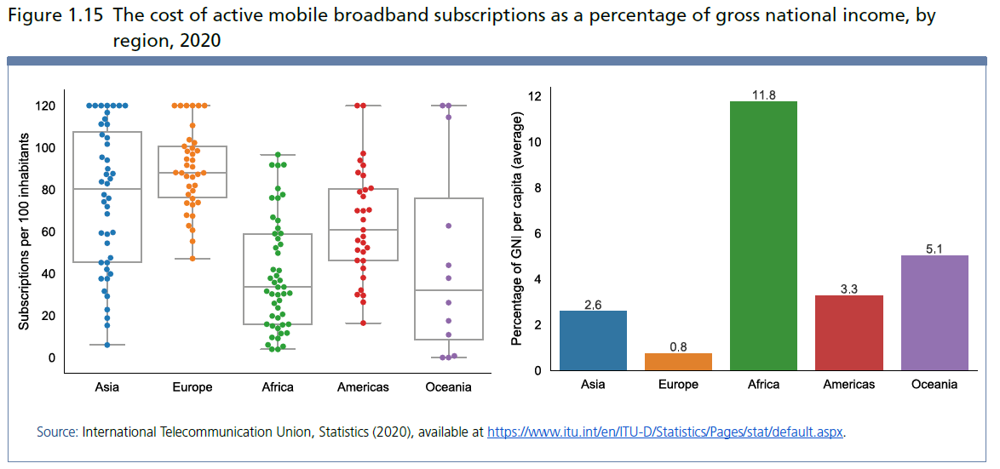 Figure 1.15 The cost of active mobile broadband subscriptions as a percentage of gross national income, by
region, 2020
Subscriptions per 100 inhabitants
120
100
80
60
40
20
0
Asia
Europe
Africa
Americas
Oceania
Percentage of GNI per capita (average)
12
10
8
6
4
2
0
2.6
0.8
11.8
3.3
5.1
Asia
Europe
Africa
Americas
Oceania
Source: International Telecommunication Union, Statistics (2020), available at https://www.itu.int/en/ITU-D/Statistics/Pages/stat/default.aspx.